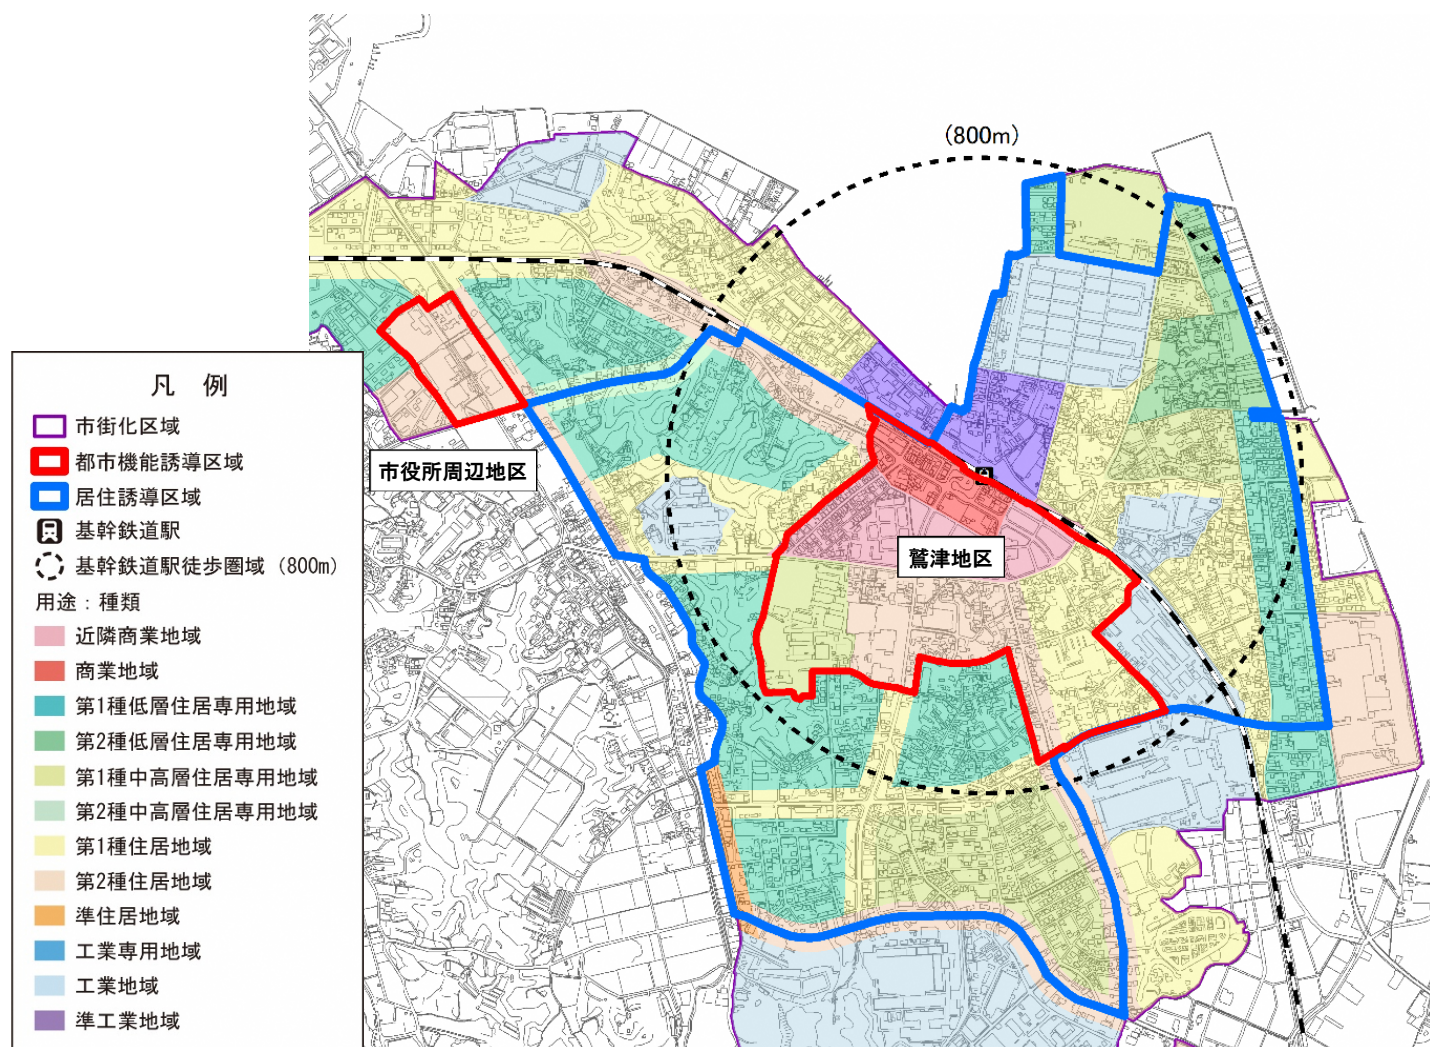 (800m)
凡 例
市街化区域
都市機能誘導区域
居住誘導区域
基幹鉄道駅
基幹鉄道駅徒歩圏域 (800m)
用途:種類
近隣商業地域
商業地域
第1種低層住居専用地域
第2種低層住居専用地域
第1種中高層住居専用地域
第2種中高層住居専用地域
第1種住居地域
第2種住居地域
準住居地域
工業専用地域
工業地域
準工業地域
市役所周辺地区
鷲津地区